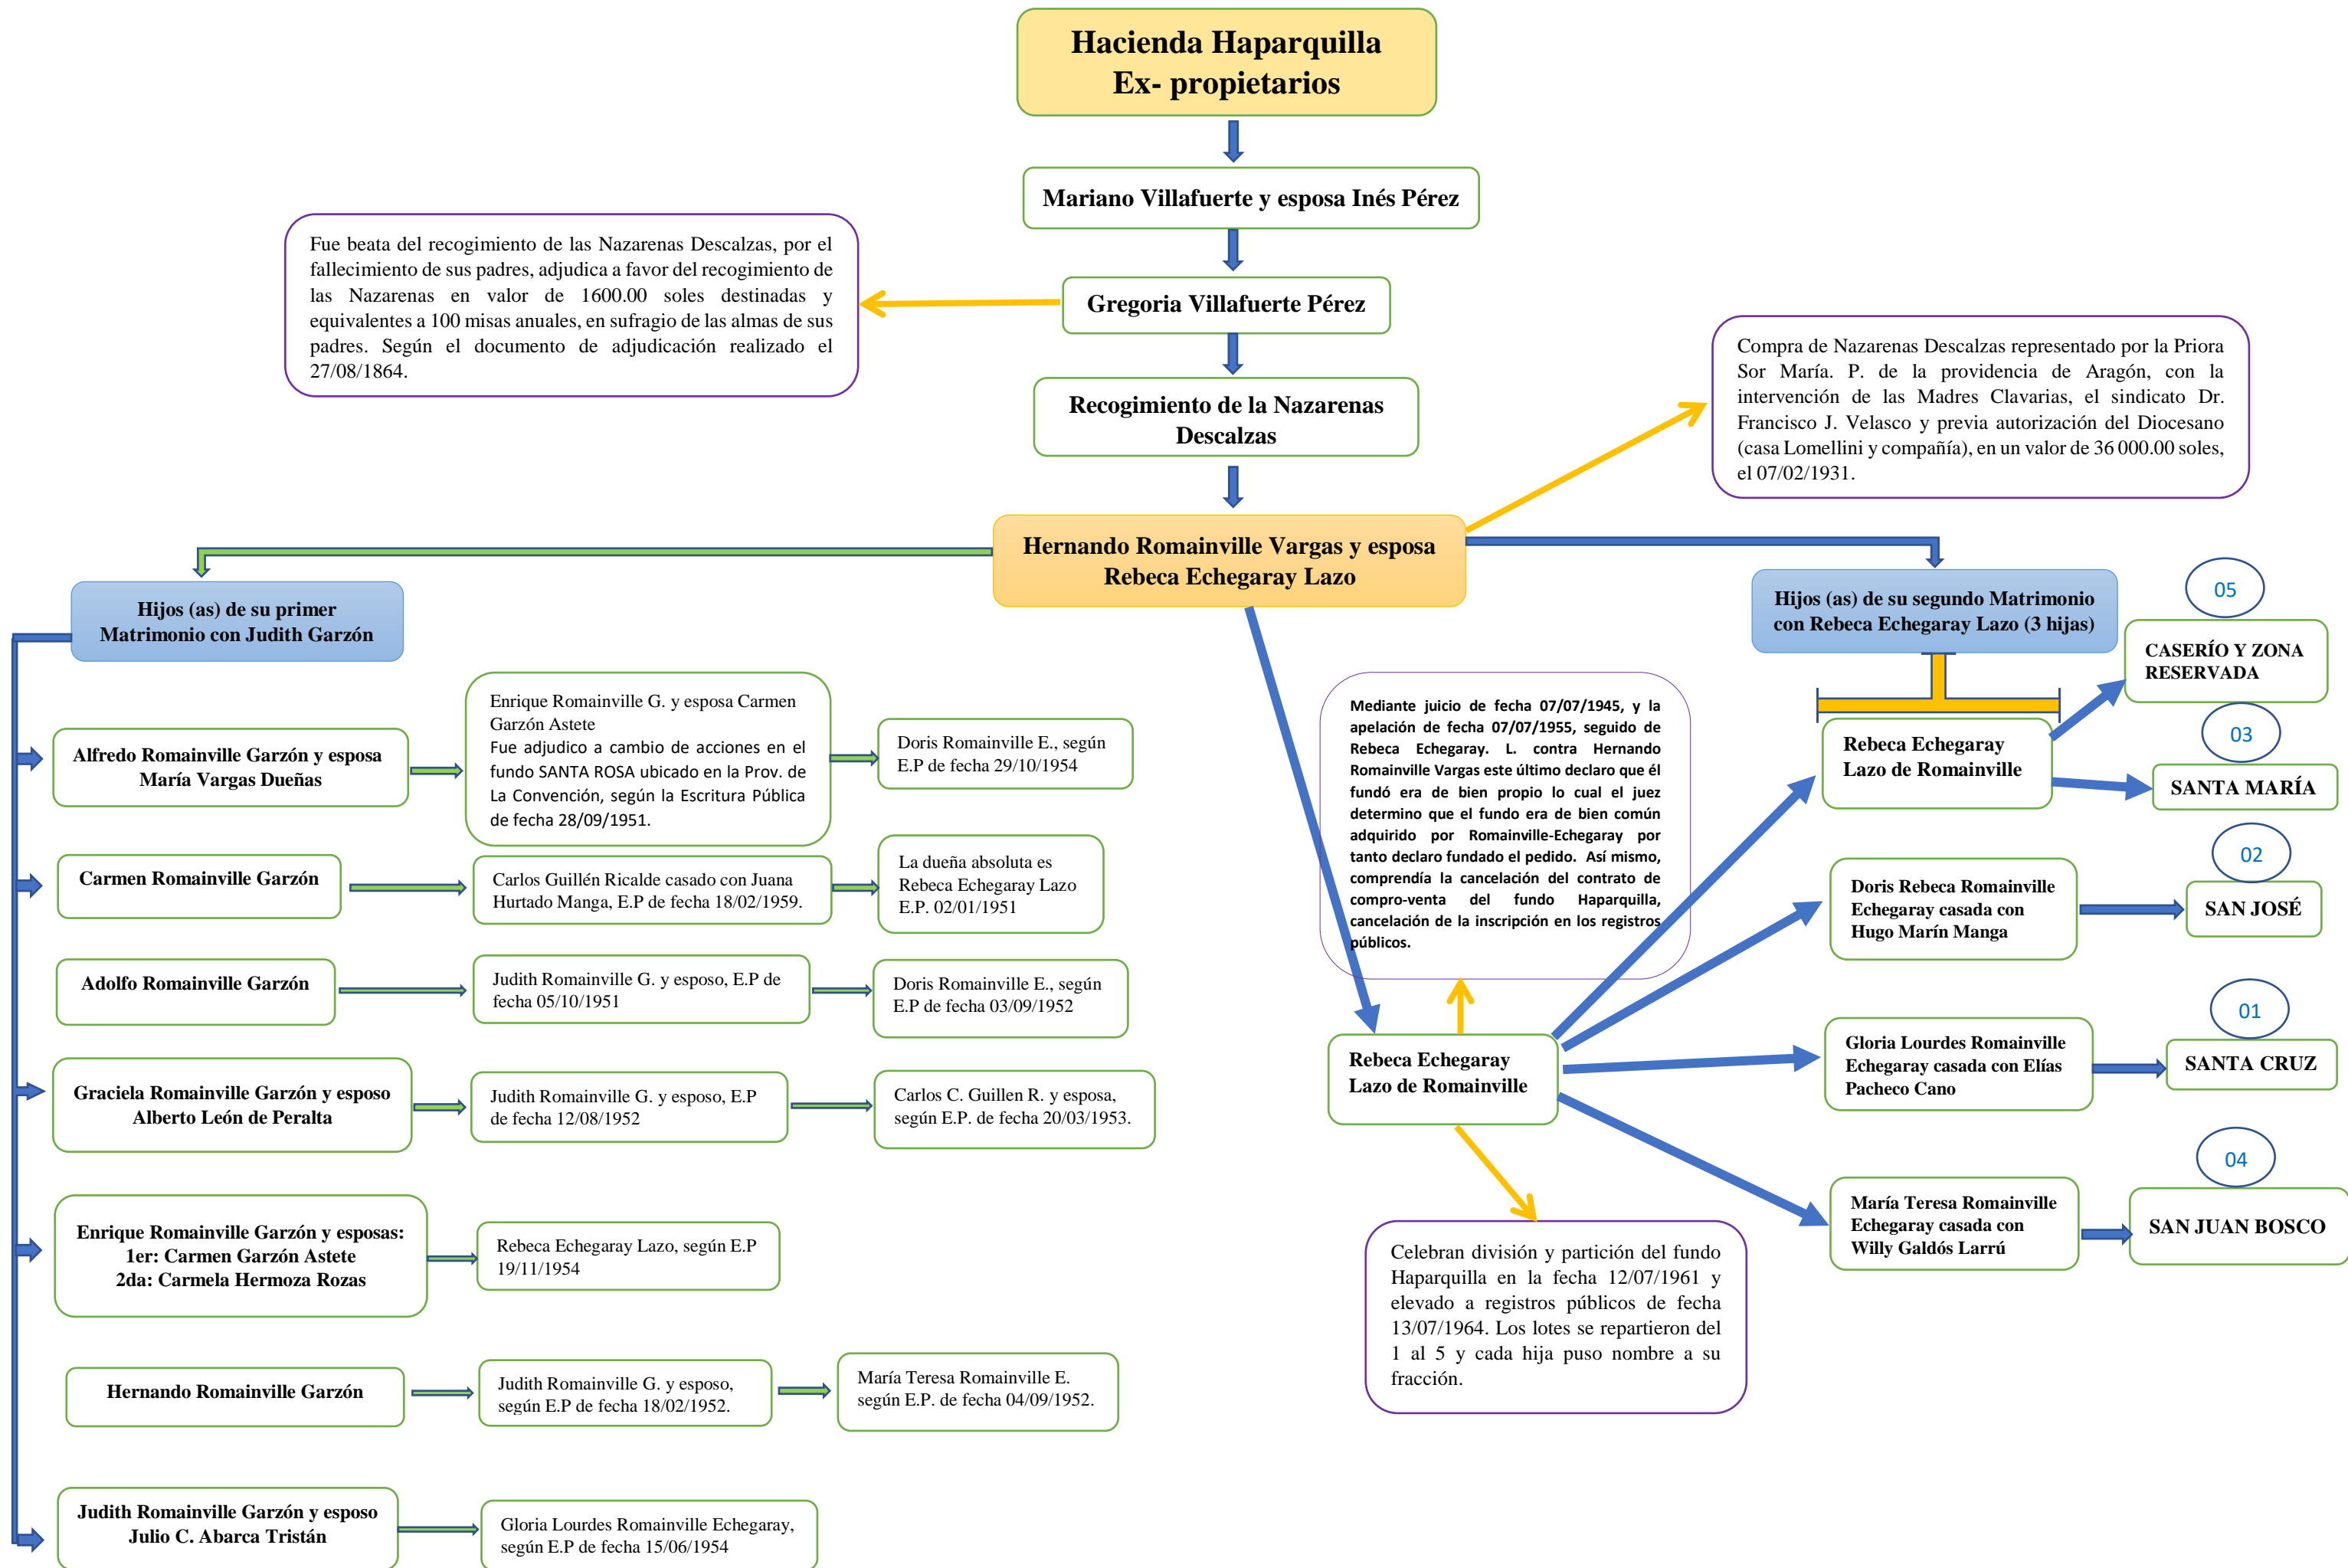 Hacienda Haparquilla
Ex- propietarios
Mariano Villafuerte y esposa Inés Pérez
Fue beata del recogimiento de las Nazarenas Descalzas, por el
fallecimiento de sus padres, adjudica a favor del recogimiento de
las Nazarenas en valor de 1600.00 soles destinadas y
equivalentes a 100 misas anuales, en sufragio de las almas de sus
padres. Según el documento de adjudicación realizado el
27/08/1864.
Gregoria Villafuerte Pérez
Recogimiento de la Nazarenas
Descalzas
Compra de Nazarenas Descalzas representado por la Priora
Sor María. P. de la providencia de Aragón, con la
intervención de las Madres Clavarias, el sindicato Dr.
Francisco J. Velasco y previa autorización del Diocesano
(casa Lomellini y compañía), en un valor de 36 000.00 soles,
el 07/02/1931.
Hernando Romainville Vargas y esposa
Rebeca Echegaray Lazo
Hijos (as) de su primer
Matrimonio con Judith Garzón
Alfredo Romainville Garzón y esposa
María Vargas Dueñas
Enrique Romainville G. y esposa Carmen
Garzón Astete
Fue adjudico a cambio de acciones en el
fundo SANTA ROSA ubicado en la Prov. de
La Convención, según la Escritura Pública
de fecha 28/09/1951.
Doris Romainville E., según
E.P de fecha 29/10/1954
Carmen Romainville Garzón
Carlos Guillén Ricalde casado con Juana
Hurtado Manga, E.P de fecha 18/02/1959.
La dueña absoluta es
Rebeca Echegaray Lazo
E.P. 02/01/1951
Adolfo Romainville Garzón
Judith Romainville G. y esposo, E.P de
fecha 05/10/1951
Doris Romainville E., según
E.P de fecha 03/09/1952
Graciela Romainville Garzón y esposo
Alberto León de Peralta
Judith Romainville G. y esposo, E.P
de fecha 12/08/1952
Carlos C. Guillen R. y esposa,
según E.P. de fecha 20/03/1953.
Enrique Romainville Garzón y esposas:
1er: Carmen Garzón Astete
2da: Carmela Hermoza Rozas
Rebeca Echegaray Lazo, según E.P
19/11/1954
Hernando Romainville Garzón
Judith Romainville G. y esposo,
según E.P de fecha 18/02/1952.
María Teresa Romainville E.
según E.P. de fecha 04/09/1952.
Judith Romainville Garzón y esposo
Julio C. Abarca Tristán
Gloria Lourdes Romainville Echegaray,
según E.P de fecha 15/06/1954
Mediante juicio de fecha 07/07/1945, y la
apelación de fecha 07/07/1955, seguido de
Rebeca Echegaray. L. contra Hernando
Romainville Vargas este último declaro que él
fundó era de bien propio lo cual el juez
determino que el fundo era de bien común
adquirido por Romainville-Echegaray por
tanto declaro fundado el pedido. Así mismo,
comprendía la cancelación del contrato de
compro-venta del fundo Haparquilla,
cancelación de la inscripción en los registros
públicos.
Rebeca Echegaray
Lazo de Romainville
Celebran división y partición del fundo
Haparquilla en la fecha 12/07/1961 y
elevado a registros públicos de fecha
13/07/1964. Los lotes se repartieron del
1 al 5 y cada hija puso nombre a su
fracción.
Hijos (as) de su segundo Matrimonio
con Rebeca Echegaray Lazo (3 hijas)
Rebeca Echegaray
Lazo de Romainville
05
CASERÍO Y ZONA
RESERVADA
03
SANTA MARÍA
Doris Rebeca Romainville
Echegaray casada con
Hugo Marín Manga
02
SAN JOSÉ
Gloria Lourdes Romainville
Echegaray casada con Elías
Pacheco Cano
01
SANTA CRUZ
María Teresa Romainville
Echegaray casada con
Willy Galdós Larrú
04
SAN JUAN BOSCO